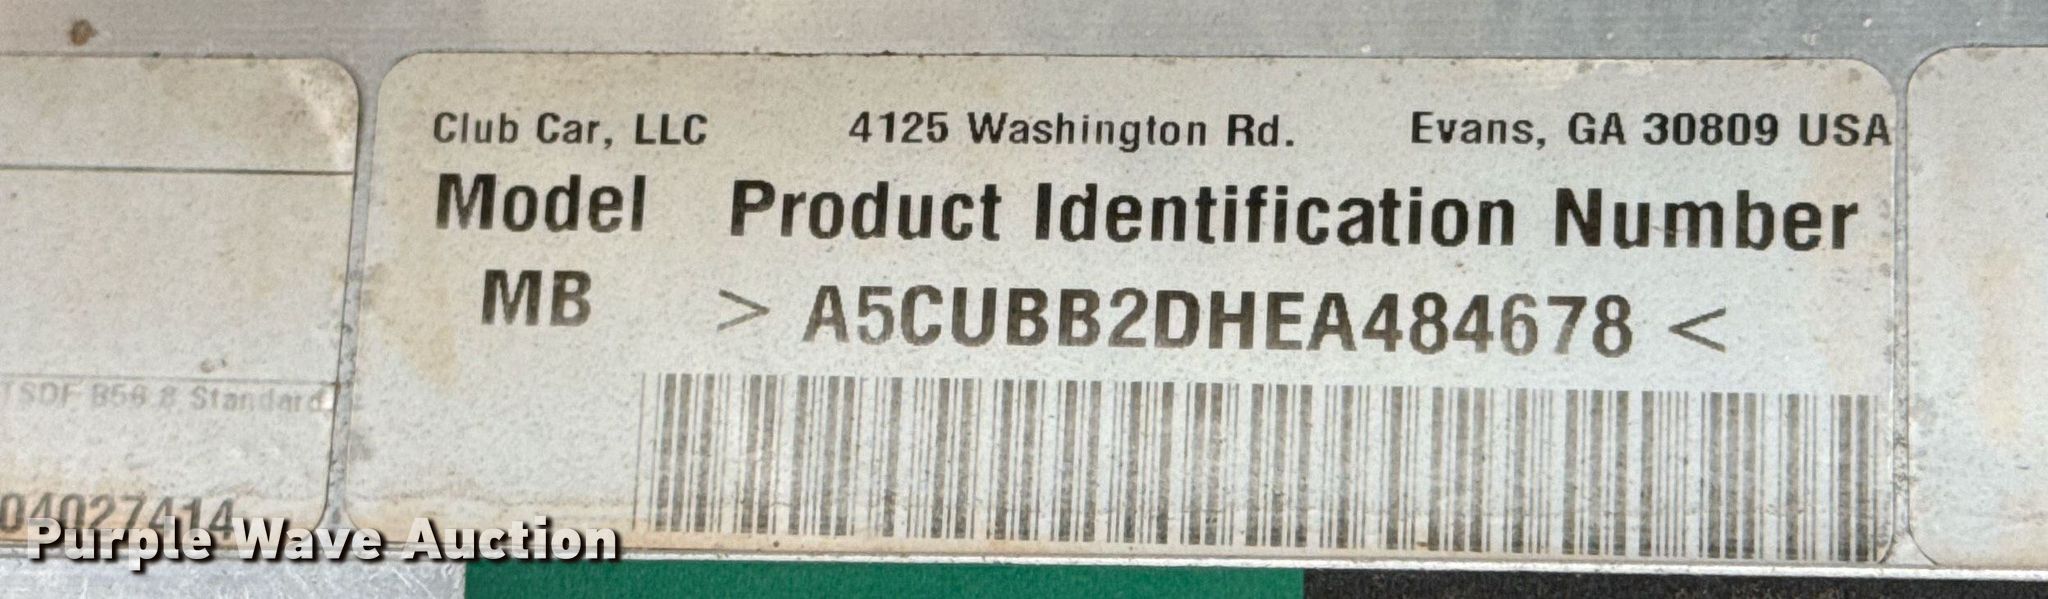 Club Car, LLC 4125 Washington Rd. Evans, GA 30809 USA
Model Product Identification Number
MB > A5CUBB2DHEA484678 <
B56.8 Standard
04027414
Purple Wave Auction